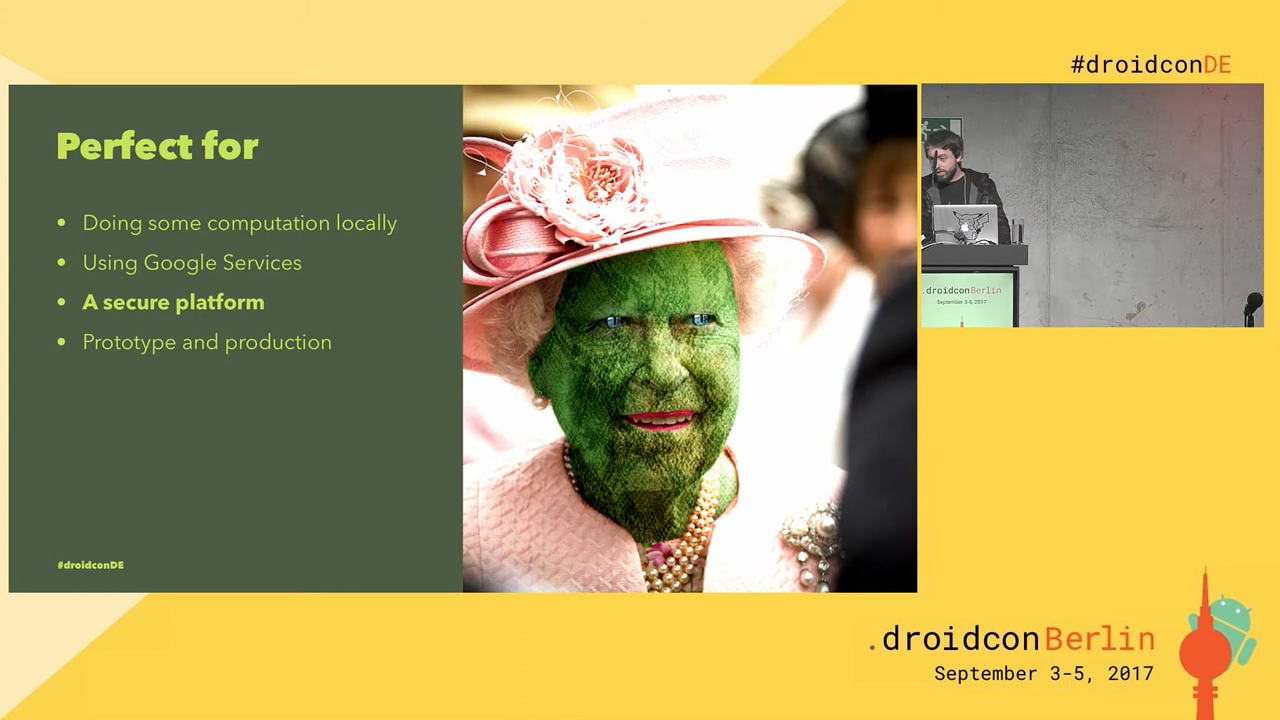 #droidconDE
Perfect for
• Doing some computation locally
• Using Google Services
• A secure platform
• Prototype and production
#droidconDE
.droidconBerlin
September 3-5, 2017
.droidconBerlin
September 3-5, 2017